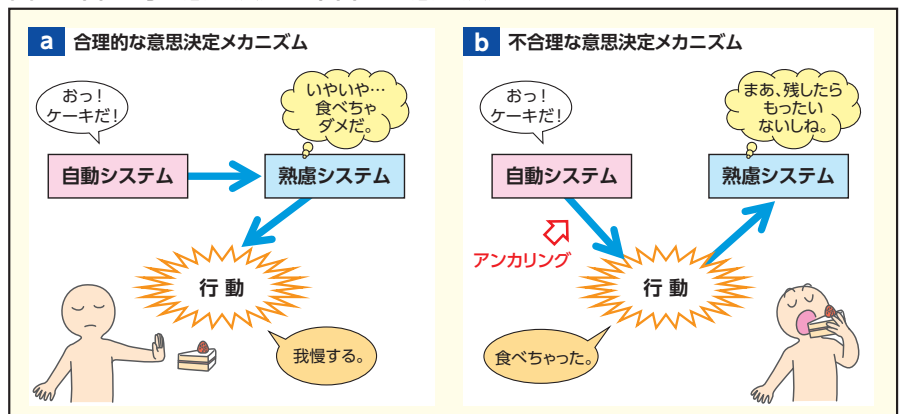 a 合理的な意思決定メカニズム
おっ!
ケーキだ!
いやいや…
食べちゃ
ダメだ。
自動システム
熟慮システム
行動
我慢する。
b 不合理な意思決定メカニズム
おっ!
ケーキだ!
まあ、残したら
もったい
ないしね。
自動システム
熟慮システム
アンカリング
行動
食べちゃった。